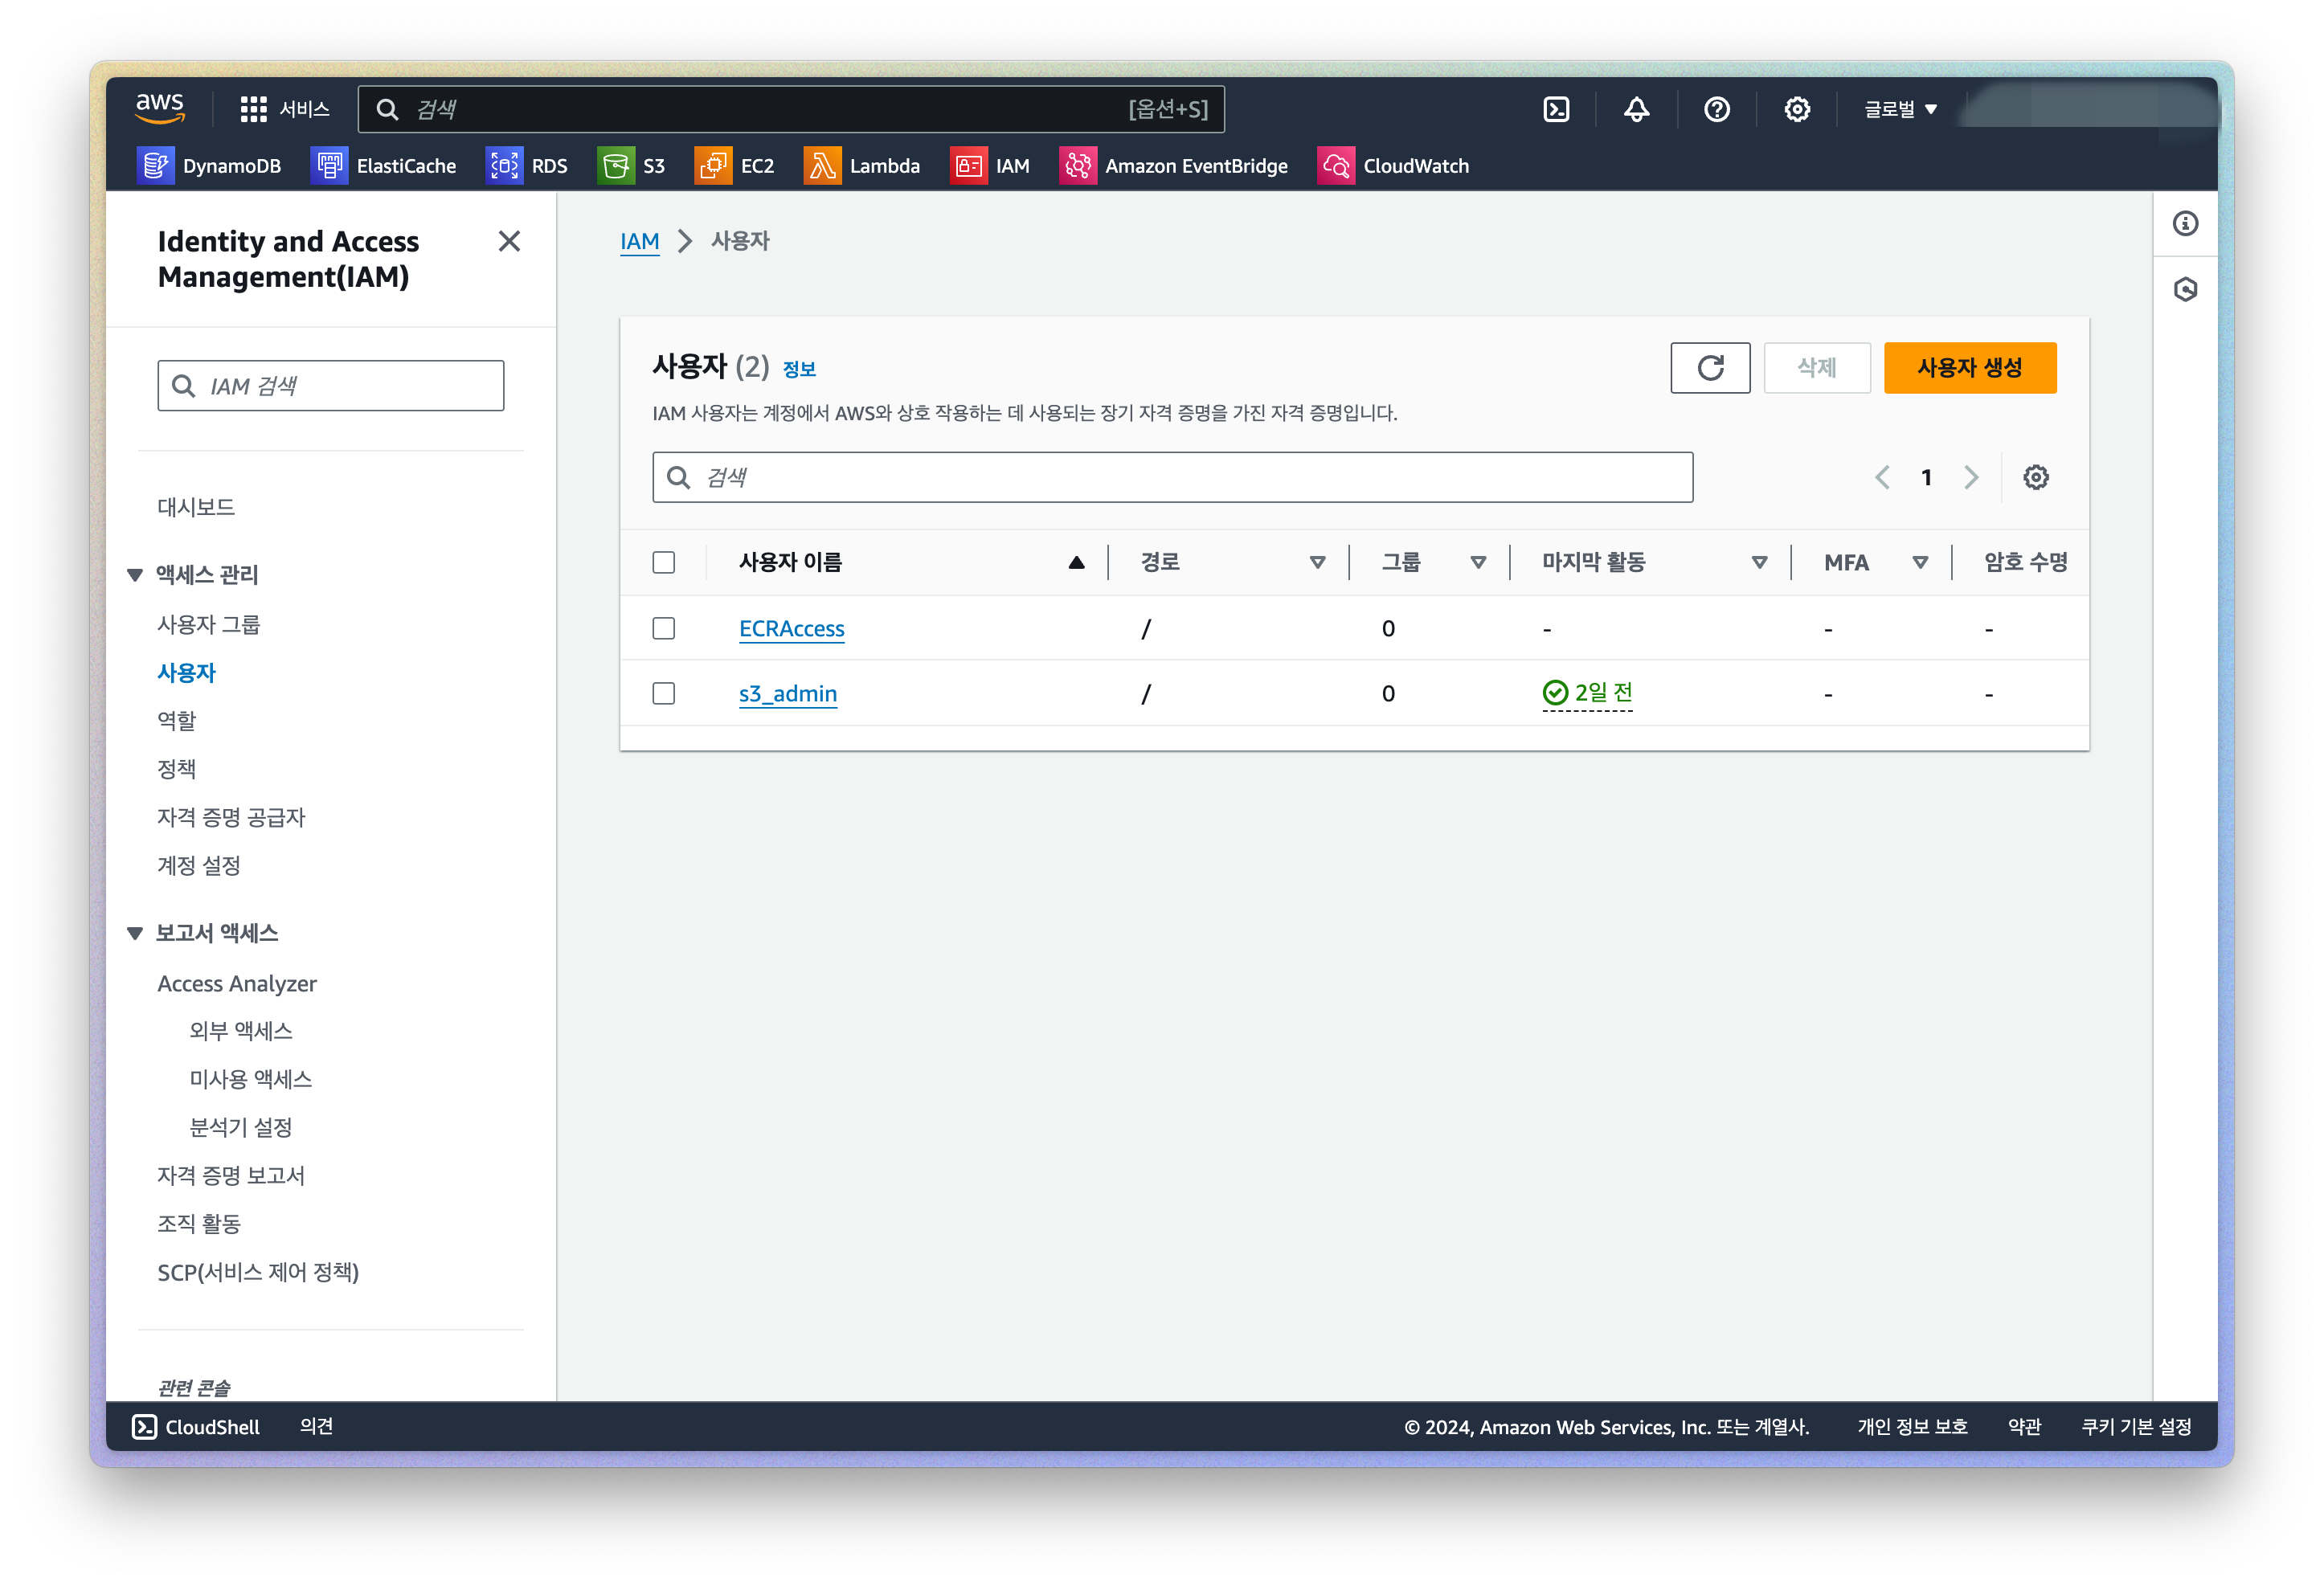 aws
서비스
검색
[옵션+S]
글로벌
DynamoDB
ElastiCache
RDS
S3
EC2
Lambda
IAM
Amazon EventBridge
CloudWatch
Identity and Access
Management(IAM)
IAM 검색
대시보드
액세스 관리
사용자 그룹
사용자
역할
정책
자격 증명 공급자
계정 설정
보고서 액세스
Access Analyzer
외부 액세스
미사용 액세스
분석기 설정
자격 증명 보고서
조직 활동
SCP(서비스 제어 정책)
관련 콘솔
IAM
사용자
사용자 (2) 정보
삭제
사용자 생성
IAM 사용자는 계정에서 AWS와 상호 작용하는 데 사용되는 장기 자격 증명을 가진 자격 증명입니다.
검색
1
사용자 이름 경로 그룹 마지막 활동 MFA 암호 수명
ECRAccess / 0 - - -
s3_admin / 0 2일 전 - -
CloudShell 의견
© 2024, Amazon Web Services, Inc. 또는 계열사. 개인 정보 보호 약관 쿠키 기본 설정